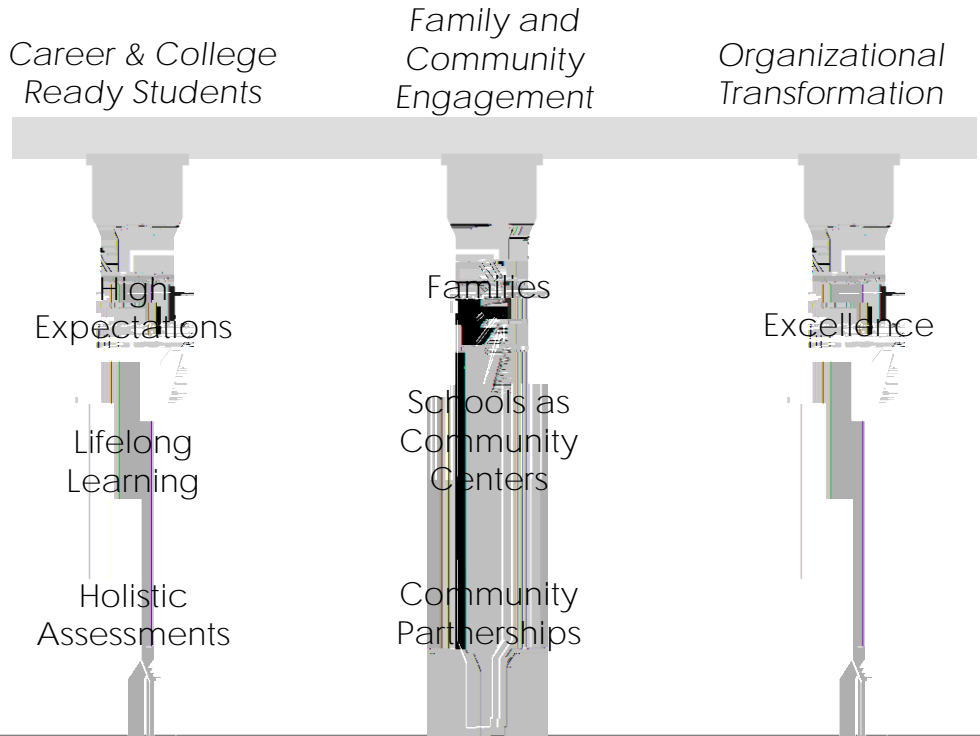 Career & College
Ready Students
Family and
Community
Engagement
Organizational
Transformation
High
Expectations
Lifelong
Learning
Holistic
Assessments
Families
Schools as
Community
Centers
Community
Partnerships
Excellence